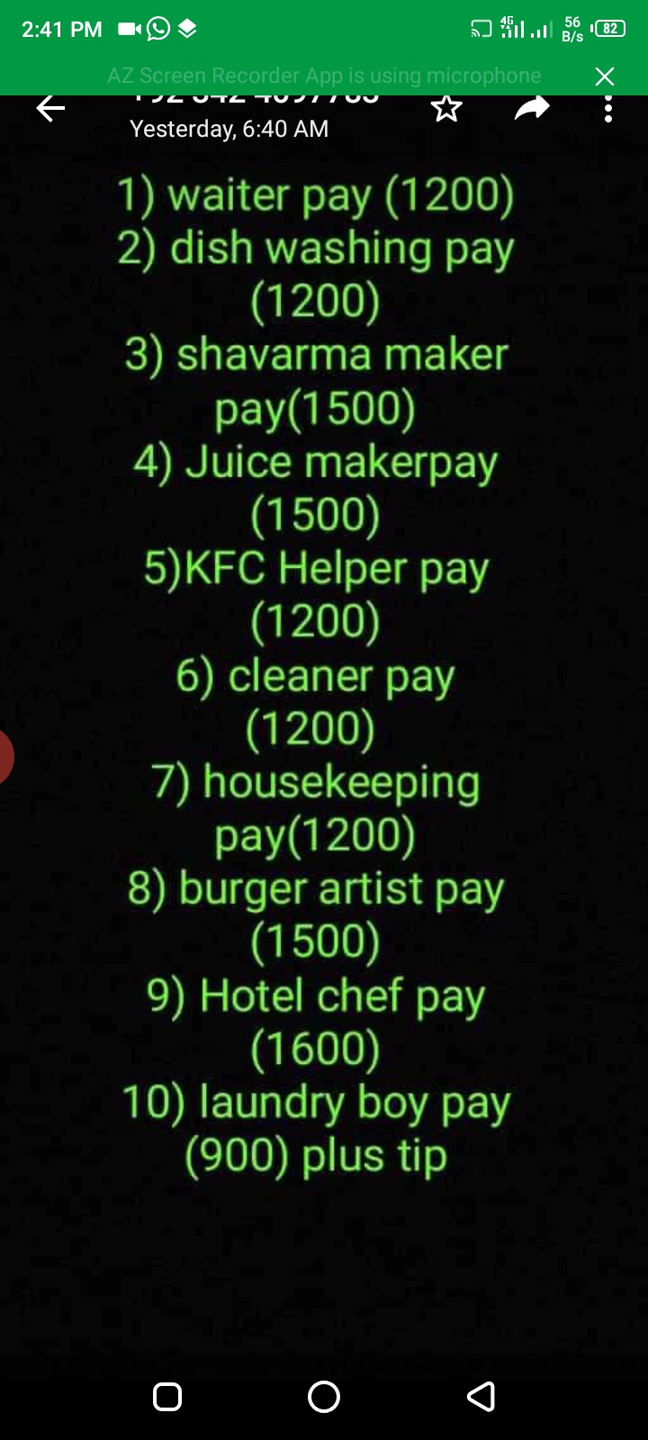 2:41 PM
4G
56 B/s
82
AZ Screen Recorder App is using microphone
Yesterday, 6:40 AM
1) waiter pay (1200)
2) dish washing pay
(1200)
3) shavarma maker
pay(1500)
4) Juice makerpay
(1500)
5)KFC Helper pay
(1200)
6) cleaner pay
(1200)
7) housekeeping
pay(1200)
8) burger artist pay
(1500)
9) Hotel chef pay
(1600)
10) laundry boy pay
(900) plus tip